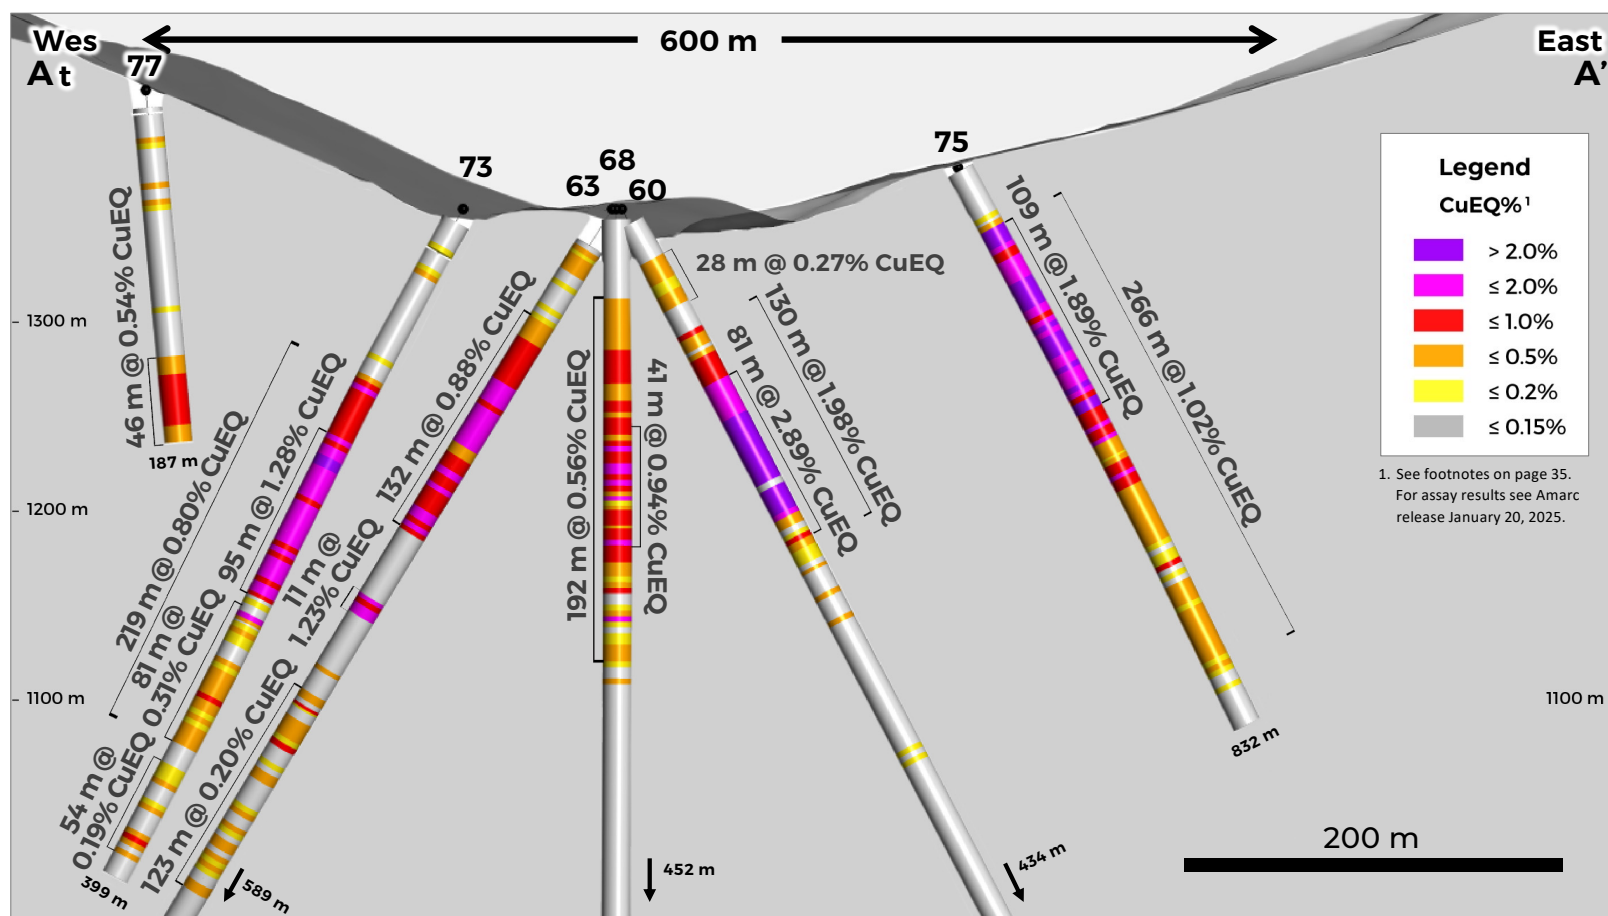 Wes
A t
600 m
East
A’
77
73
68
63
60
75
Legend
CuEQ%¹
> 2.0%
≤ 2.0%
≤ 1.0%
≤ 0.5%
≤ 0.2%
≤ 0.15%
1. See footnotes on page 35.
For assay results see Amarc
release January 20, 2025.
1300 m
1200 m
1100 m
1100 m
46 m @ 0.54% CuEQ
187 m
219 m @ 0.80% CuEQ
95 m @ 1.28% CuEQ
81 m @
0.31% CuEQ
54 m @
0.19% CuEQ
399 m
132 m @ 0.88% CuEQ
11 m @
1.23% CuEQ
123 m @ 0.20% CuEQ
589 m
192 m @ 0.56% CuEQ
41 m @ 0.94% CuEQ
452 m
28 m @ 0.27% CuEQ
130 m @ 1.98% CuEQ
81 m @ 2.89% CuEQ
434 m
109 m @ 1.89% CuEQ
266 m @ 1.02% CuEQ
832 m
200 m